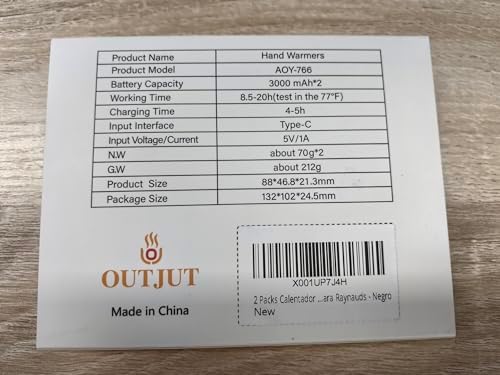 Product Name Hand Warmers
Product Model AOY-766
Battery Capacity 3000 mAh*2
Working Time 8.5-20h(test in the 77°F)
Charging Time 4-5h
Input Interface Type-C
Input Voltage/Current 5V/1A
N.W about 70g*2
G.W about 212g
Product Size 88*46.8*21.3mm
Package Size 132*102*24.5mm
OUTJUT
Made in China
X001UP7J4H
2 Packs Calentador ...ara Raynauds - Negro
New